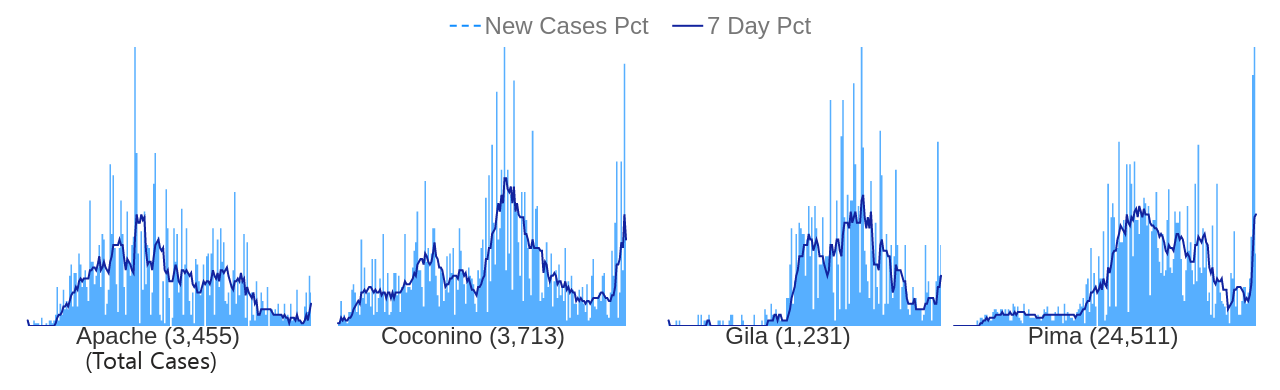 New Cases Pct 7 Day Pct
Apache (3,455) Coconino (3,713) Gila (1,231) Pima (24,511)
(Total Cases)